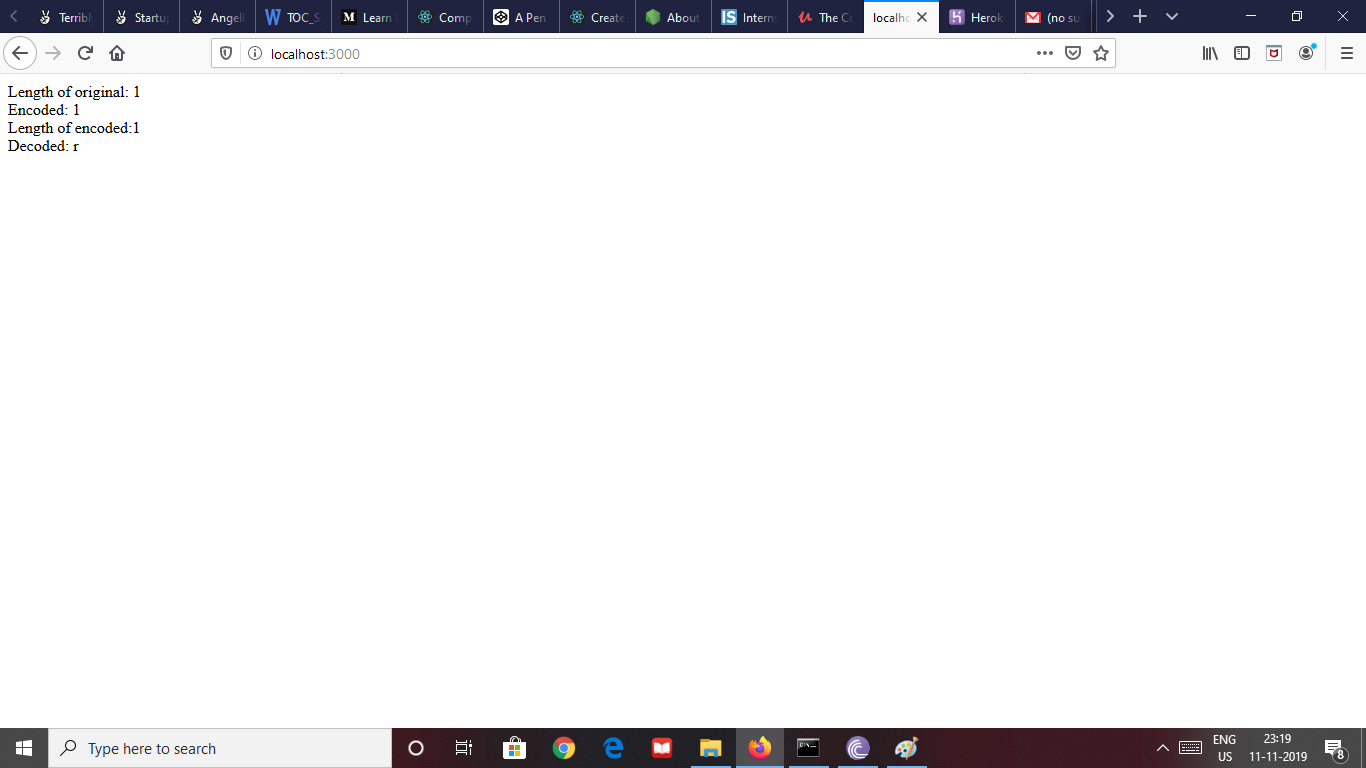 Terribly
Startu
Angell
TOC_S
Learn
Comp
A Pen
Create
About
Intern
The Co
localho
Herok
(no su
localhost:3000
Length of original: 1
Encoded: 1
Length of encoded:1
Decoded: r
Type here to search
ENG
US
23:19
11-11-2019
8